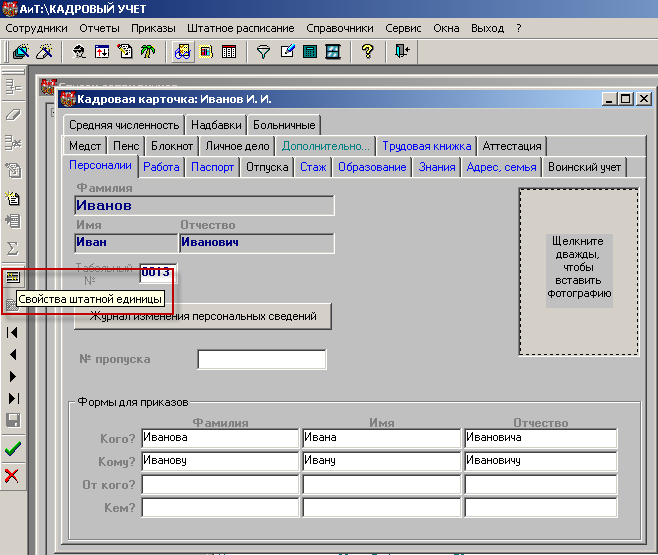 АиТ:\КАДРОВЫЙ УЧЕТ
Сотрудники Отчеты Приказы Штатное расписание Справочники Сервис Окна Выход ?
Кадровая карточка: Иванов И. И.
Средняя численность Надбавки Больничные
Медст Пенс Блокнот Личное дело Дополнительно... Трудовая книжка Аттестация
Персоналии Работа Паспорт Отпуска Стаж Образование Знания Адрес, семья Воинский учет
Фамилия
Иванов
Имя Отчество
Иван Иванович
Табельный
№
0013
Щелкните
дважды,
чтобы
вставить
фотографию
Свойства штатной единицы
Журнал изменения персональных сведений
№ пропуска
Формы для приказов
Фамилия Имя Отчество
Кого? Иванова Ивана Ивановича
Кому? Иванову Ивану Ивановичу
От кого?
Кем?